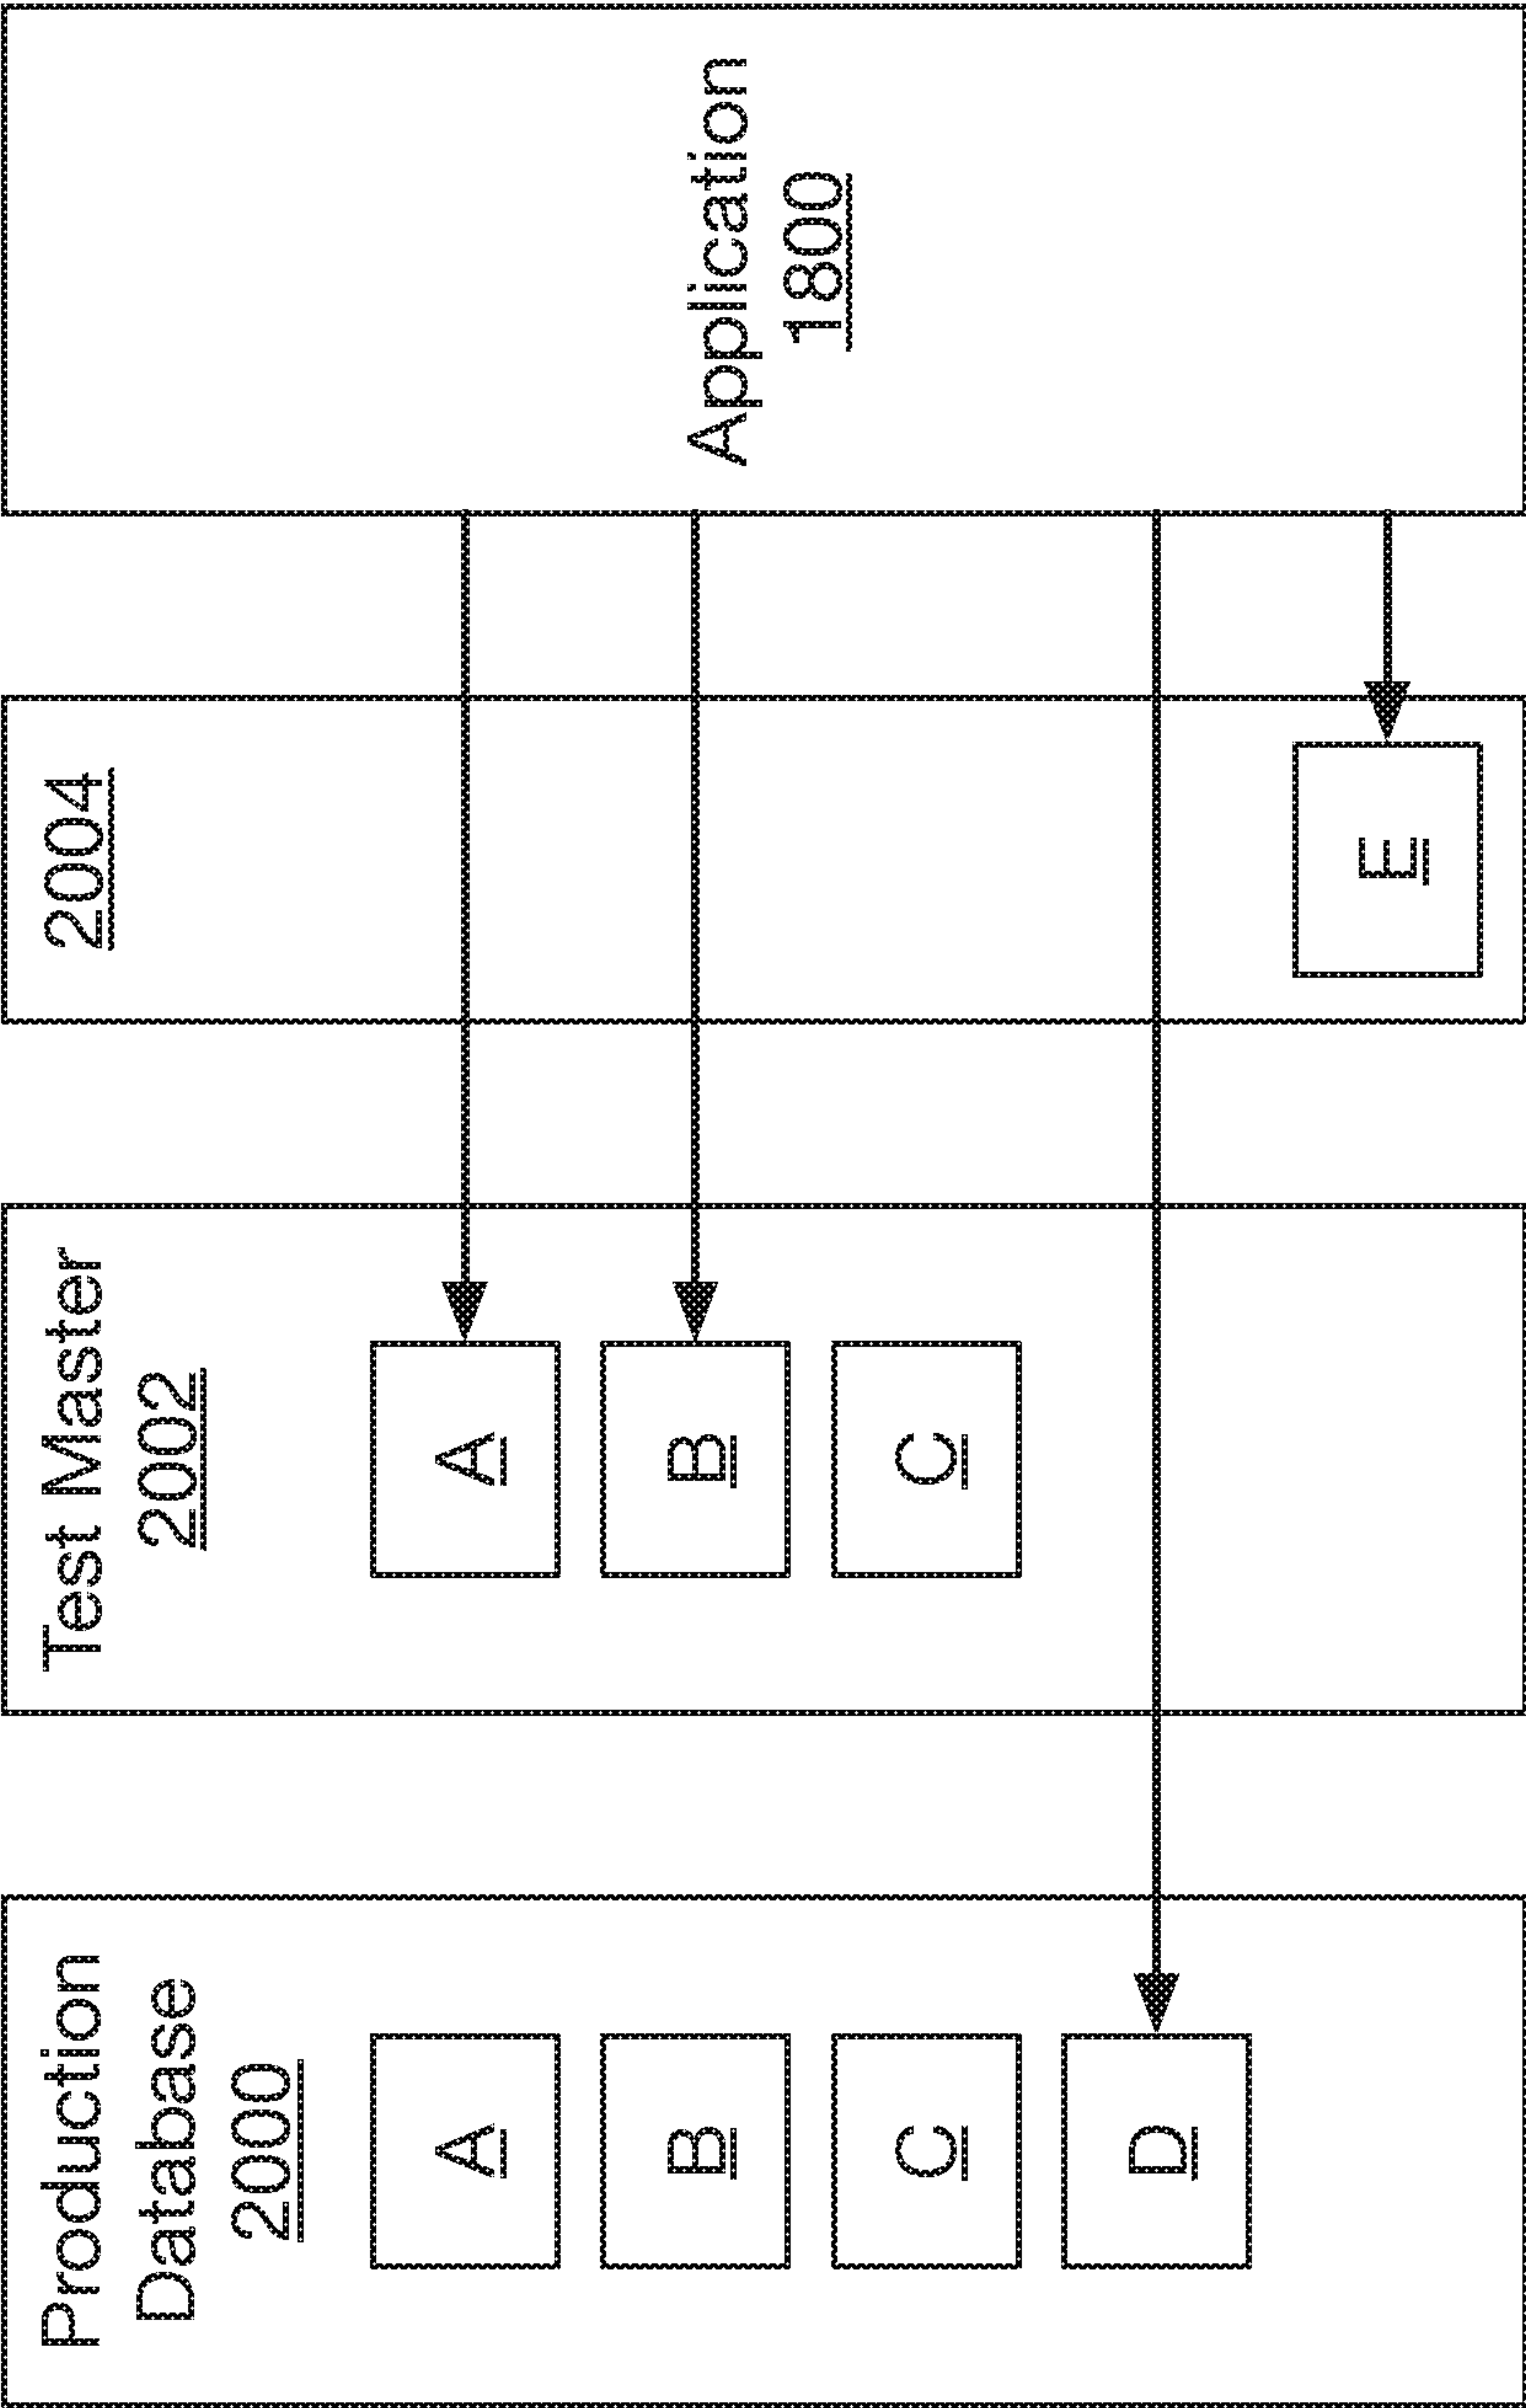 Production
Database
2000
A
B
C
D
Test Master
2002
A
B
C
2004
E
Application
1800